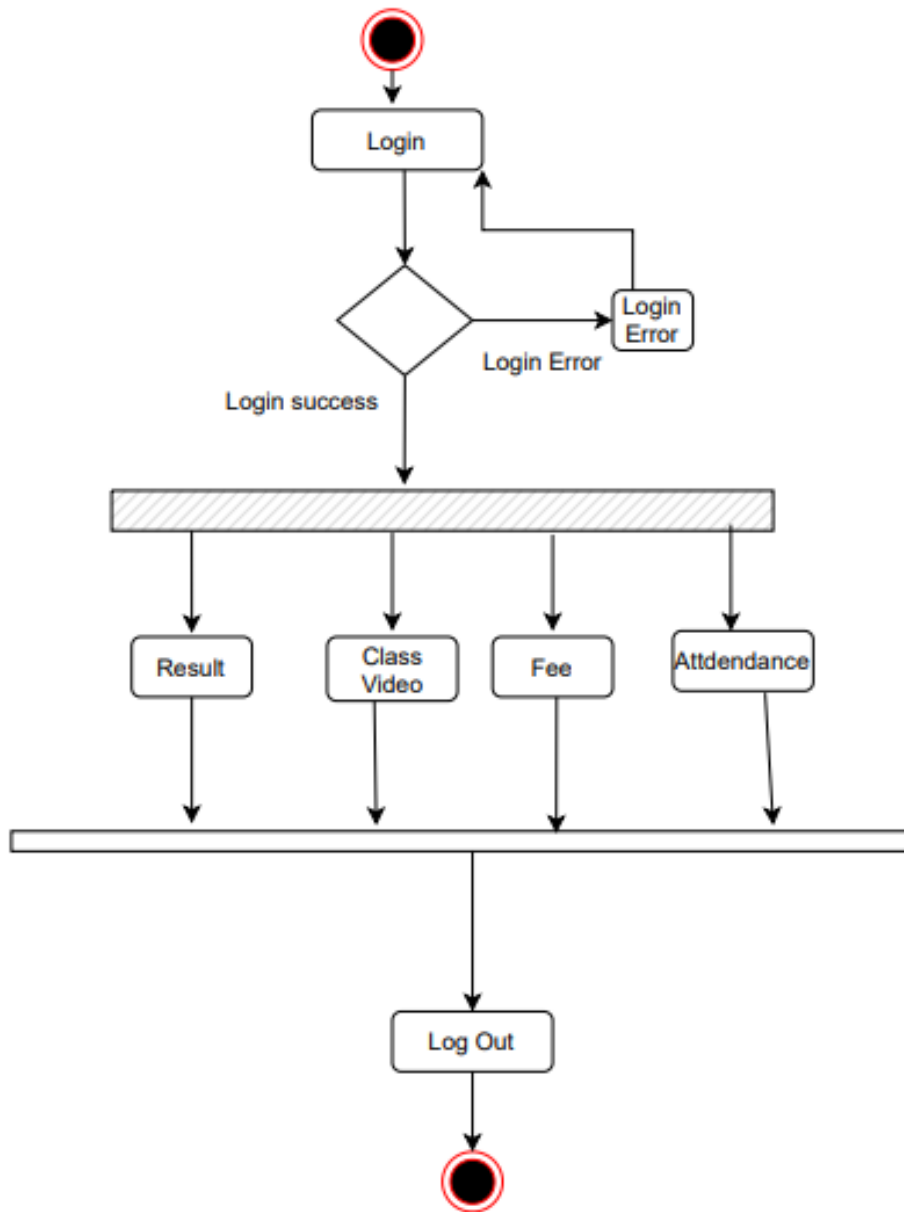 Login
Login
Error
Login Error
Login success
Result
Class
Video
Fee
Attdendance
Log Out